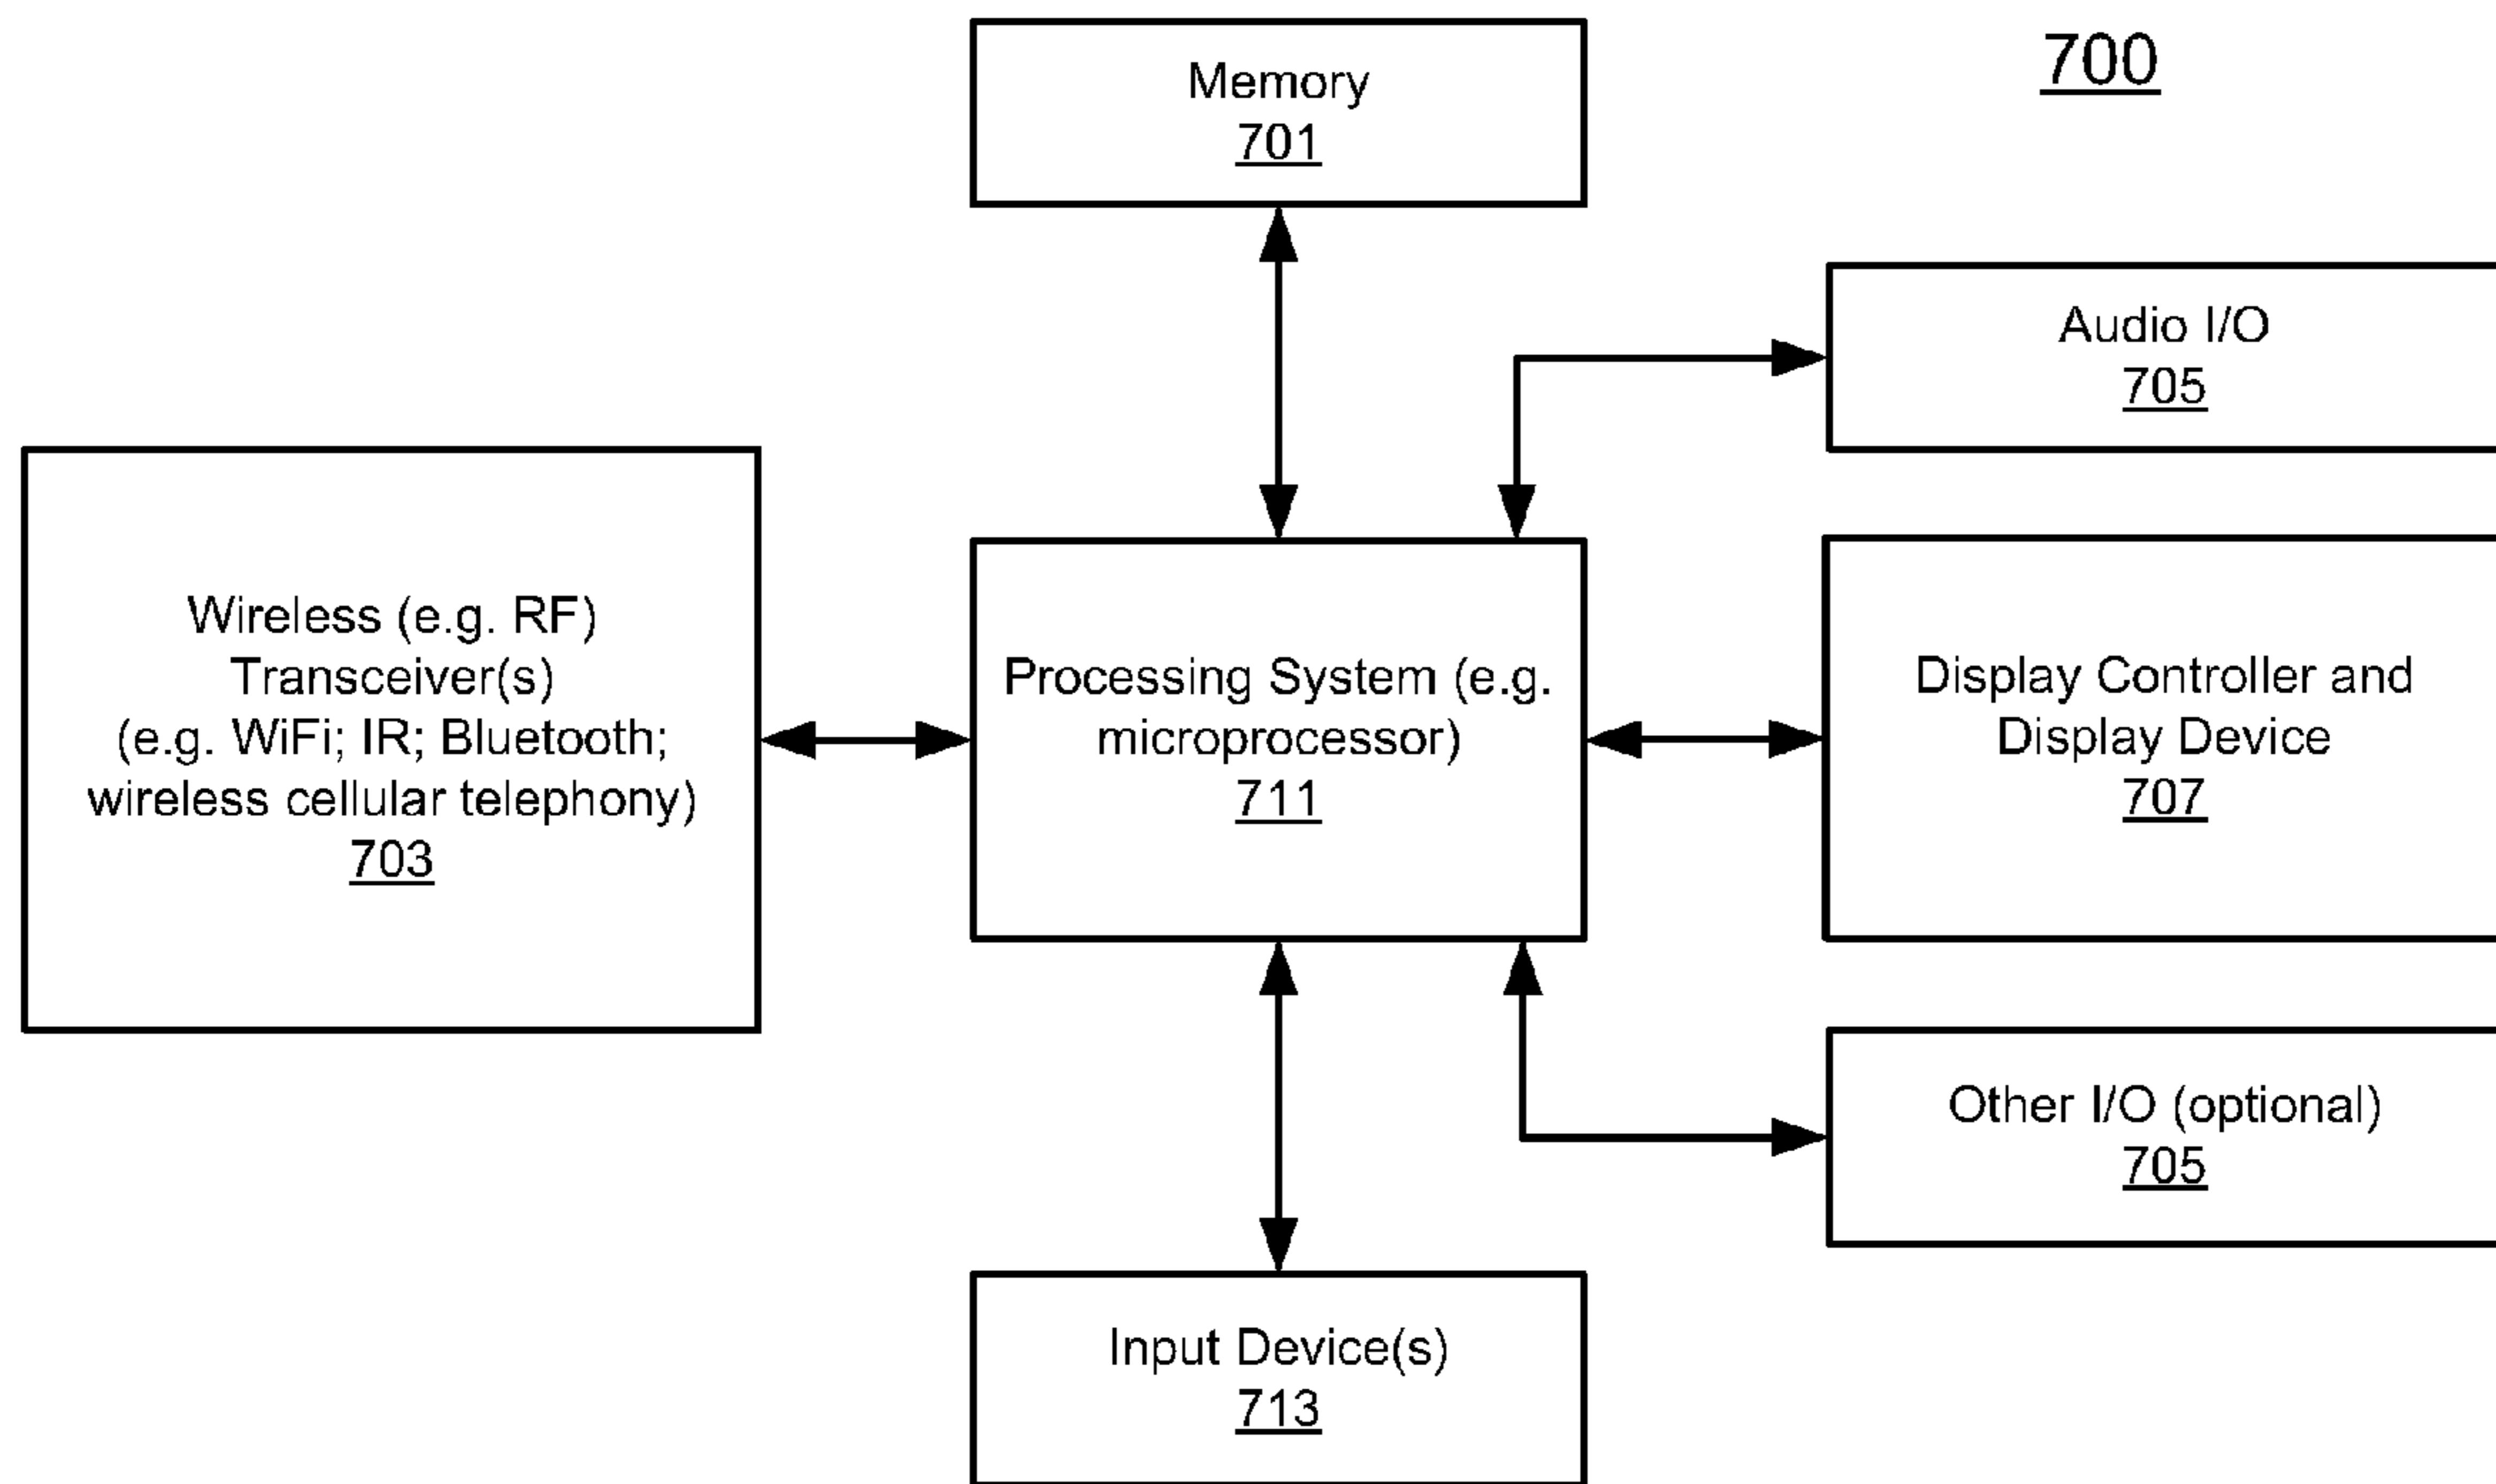 Memory
701
700
Audio I/O
705
Wireless (e.g. RF)
Transceiver(s)
(e.g. WiFi; IR; Bluetooth;
wireless cellular telephony)
703
Processing System (e.g.
microprocessor)
711
Display Controller and
Display Device
707
Other I/O (optional)
705
Input Device(s)
713